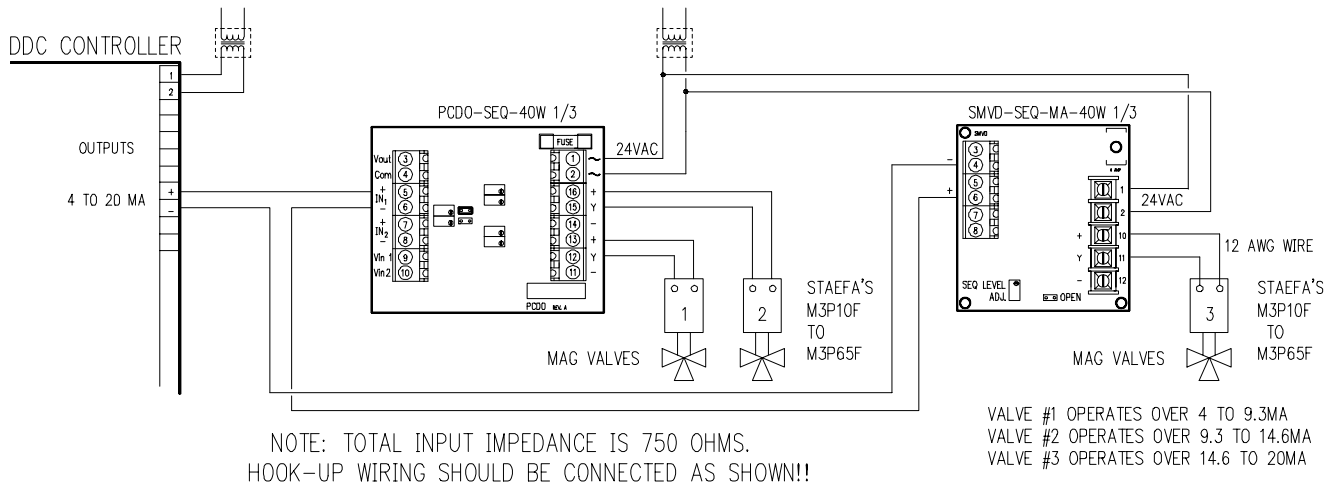 DDC CONTROLLER
1
2
OUTPUTS
4 TO 20 MA
+
-
PCDO-SEQ-40W 1/3
FUSE
24VAC
Vout 3
Com 4
+
IN1
-
5
6
+
IN2
-
7
8
Vin 1 9
Vin2 10
1 ~
2 ~
16 +
15 Y
14 -
13 +
12 Y
11 -
PCDO REV. A
1
2
MAG VALVES
STAEFA'S
M3P10F
TO
M3P65F
SMVD-SEQ-MA-40W 1/3
SMVD
3
4
5
6
7
8
-
+
1
24VAC
2
+ 10
Y 11
- 12
SEQ LEVEL
ADJ.
OPEN
12 AWG WIRE
3
MAG VALVES
STAEFA'S
M3P10F
TO
M3P65F
NOTE: TOTAL INPUT IMPEDANCE IS 750 OHMS.
HOOK-UP WIRING SHOULD BE CONNECTED AS SHOWN!!
VALVE #1 OPERATES OVER 4 TO 9.3MA
VALVE #2 OPERATES OVER 9.3 TO 14.6MA
VALVE #3 OPERATES OVER 14.6 TO 20MA